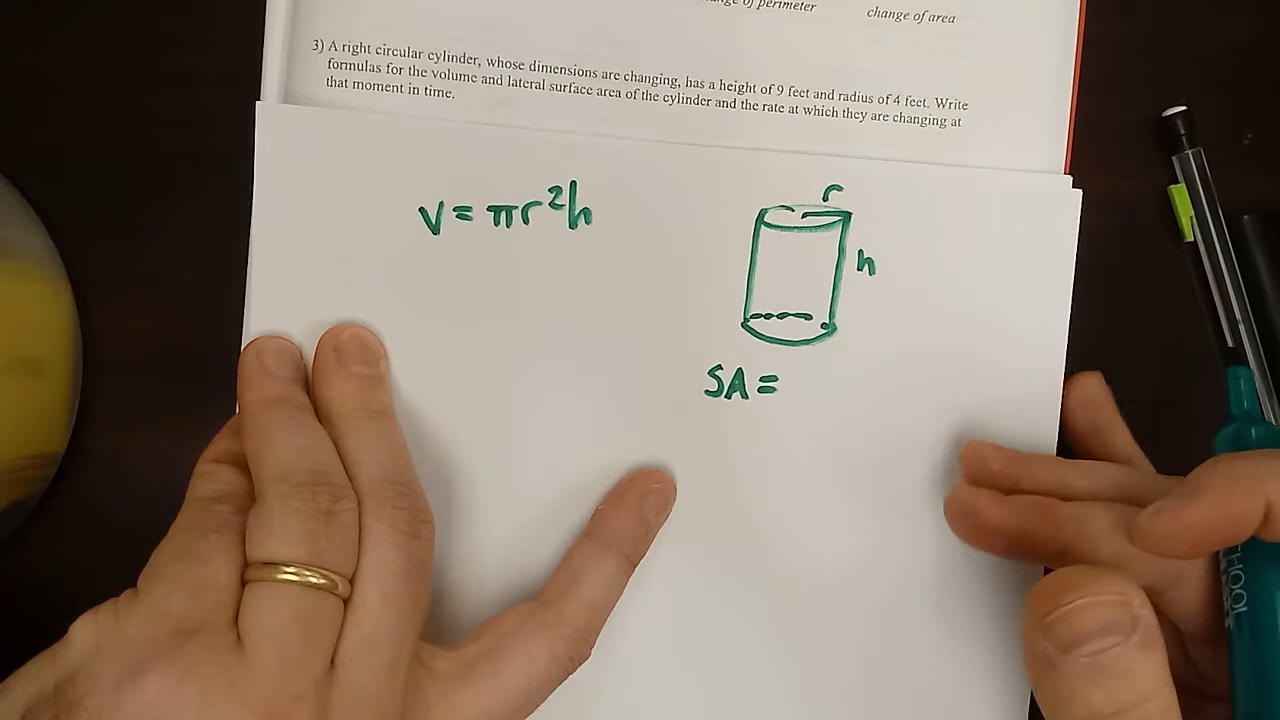 of perimeter change of area
3) A right circular cylinder, whose dimensions are changing, has a height of 9 feet and radius of 4 feet. Write
formulas for the volume and lateral surface area of the cylinder and the rate at which they are changing at
that moment in time.
V = πr²h
r
h
SA =